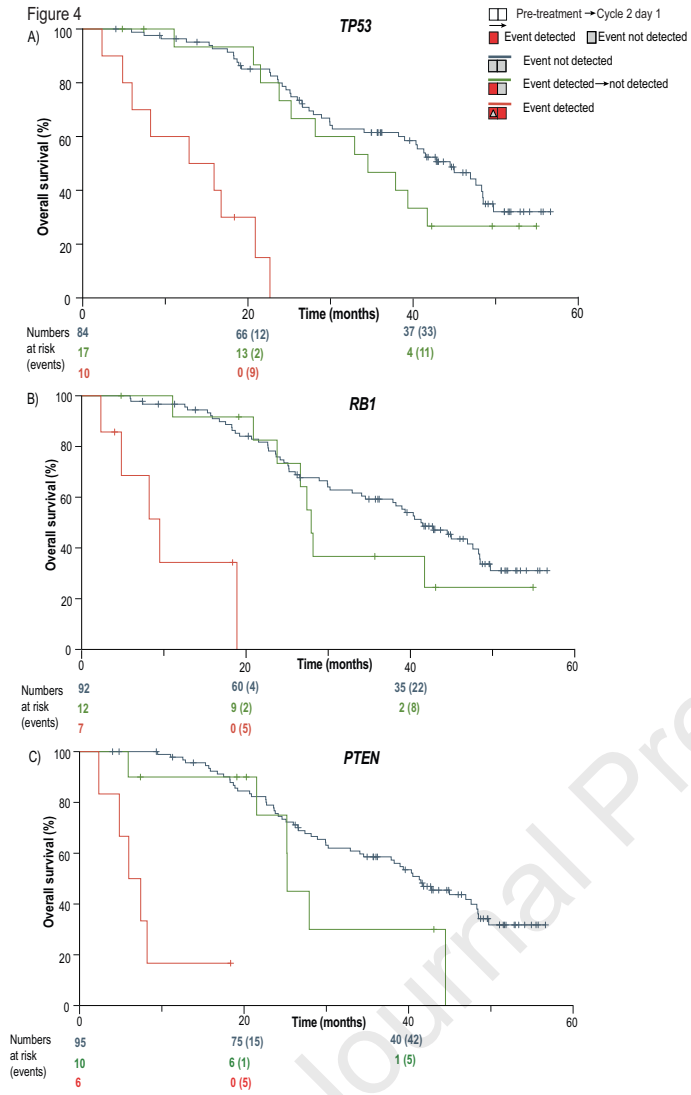 Figure 4
A)
TP53
Pre-treatment → Cycle 2 day 1
→
Event detected Event not detected
Event not detected
Event detected → not detected
Event detected
Overall survival (%)
100
80
60
40
20
0
0 20 40 60
Time (months)
Numbers at risk (events)
84 66 (12) 37 (33)
17 13 (2) 4 (11)
10 0 (9)
B)
RB1
Overall survival (%)
100
80
60
40
20
0
0 20 40 60
Time (months)
Numbers at risk (events)
92 60 (4) 35 (22)
12 9 (2) 2 (8)
7 0 (5)
C)
PTEN
Overall survival (%)
100
80
60
40
20
0
0 20 40 60
Time (months)
Numbers at risk (events)
95 75 (15) 40 (42)
10 6 (1) 1 (5)
6 0 (5)
Journal Pre